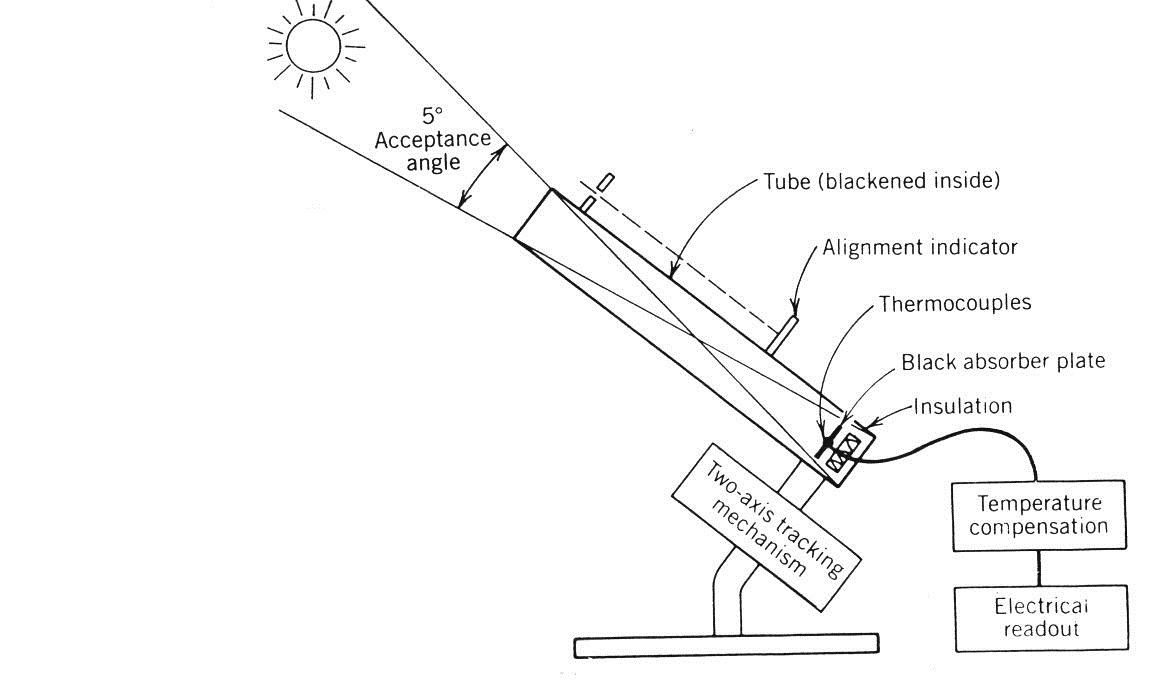 5°
Acceptance
angle
Tube (blackened inside)
Alignment indicator
Thermocouples
Black absorber plate
Insulation
Two-axis tracking
mechanism
Temperature
compensation
Electrical
readout